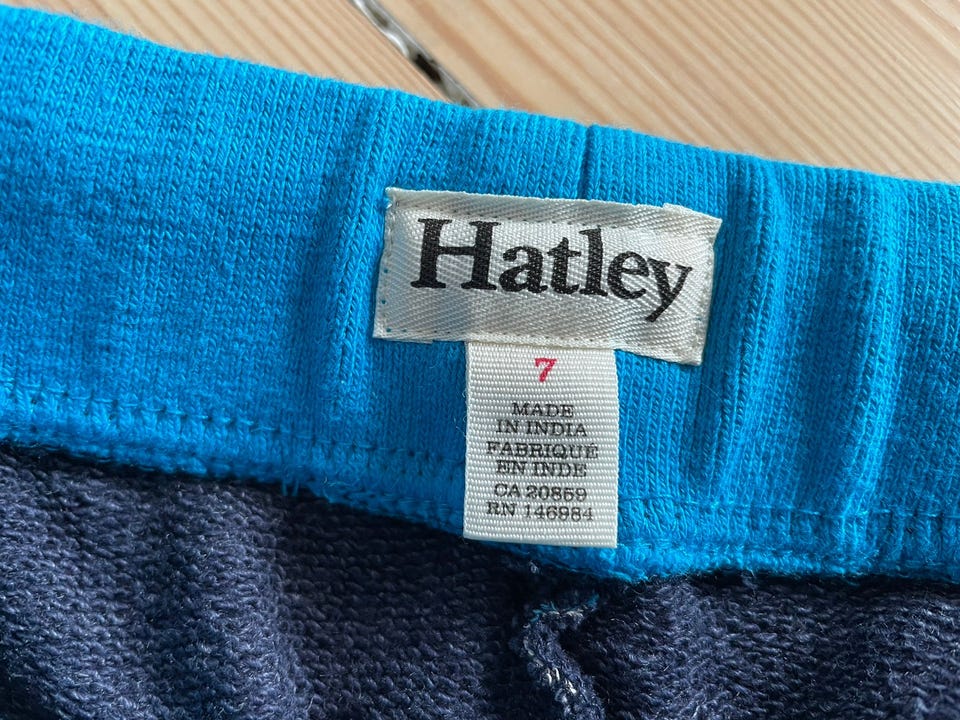 Hatley
7
MADE
IN INDIA
FABRIQUÉ
EN INDE
CA 20859
RN 146984